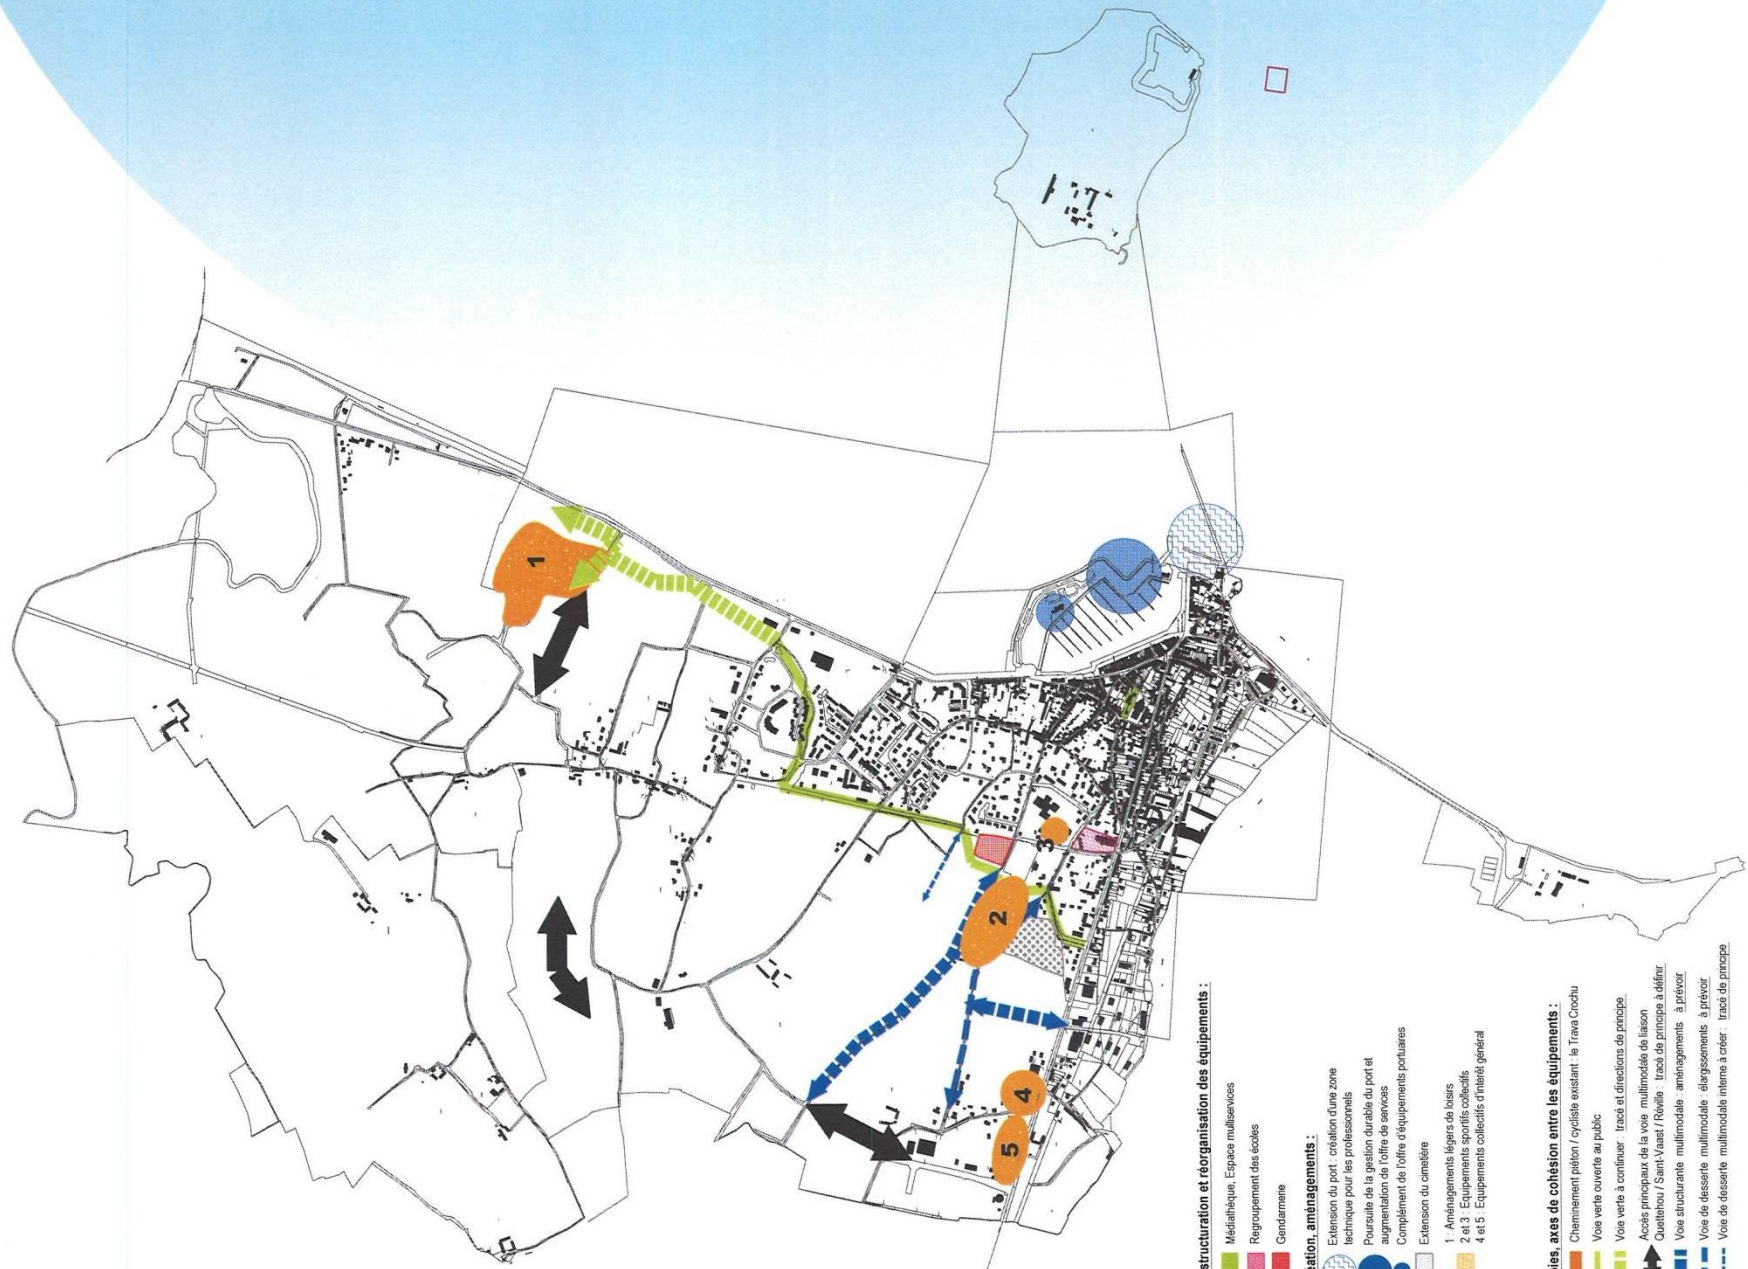 1
2
3
4
5
structuration et réorganisation des équipements :
Médiathèque, Espace multiservices
Regroupement des écoles
Gendarmerie
éation, aménagements :
Extension du port : création d'une zone
technique pour les professionnels
Poursuite de la gestion durable du port et
augmentation de l'offre de services
Complément de l'offre d'équipements portuaires
Extension du cimetière
1 : Aménagements légers de loisirs
2 et 3 : Equipements sportifs collectifs
4 et 5 : Equipements collectifs d'intérêt général
oies, axes de cohésion entre les équipements :
Cheminement piéton / cycliste existant : le Trava Crochu
Voie verte ouverte au public
Voie verte à continuer : tracé et directions de principe
Accès principaux de la voie multimodale de liaison
Quettehou / Saint-Vaast / Réville : tracé de principe à définir
Voie structurante multimodale : aménagements à prévoir
Voie de desserte multimodale : élargissements à prévoir
Voie de desserte multimodale interne à créer : tracé de principe